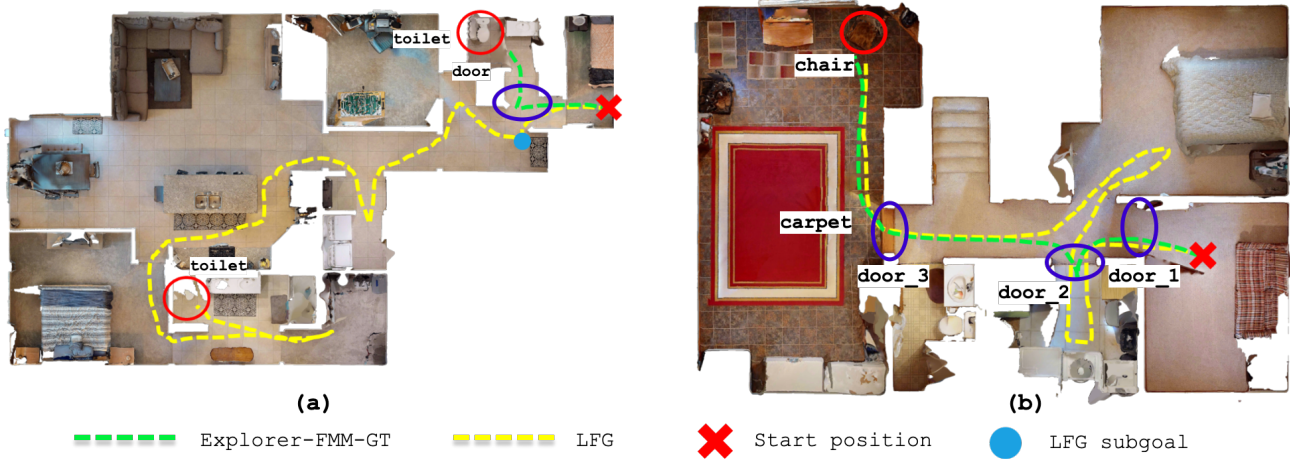 toilet
door
toilet
(a)
chair
carpet
door_3
door_2
door_1
(b)
Explorer-FMM-GT
LFG
Start position
LFG subgoal